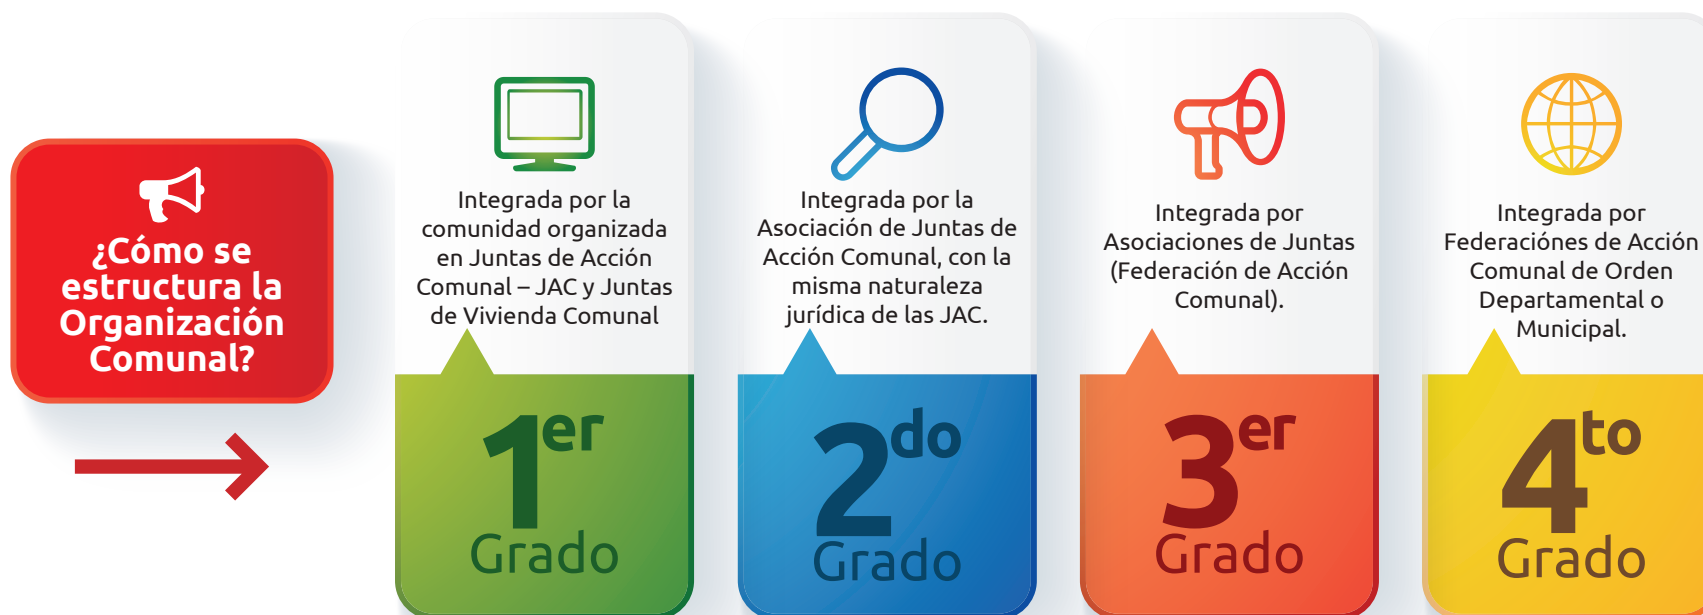 ¿Cómo se
estructura la
Organización
Comunal?
Integrada por la
comunidad organizada
en Juntas de Acción
Comunal – JAC y Juntas
de Vivienda Comunal
1er
Grado
Integrada por la
Asociación de Juntas de
Acción Comunal, con la
misma naturaleza
jurídica de las JAC.
2do
Grado
Integrada por
Asociaciones de Juntas
(Federación de Acción
Comunal).
3er
Grado
Integrada por
Federaciónes de Acción
Comunal de Orden
Departamental o
Municipal.
4to
Grado